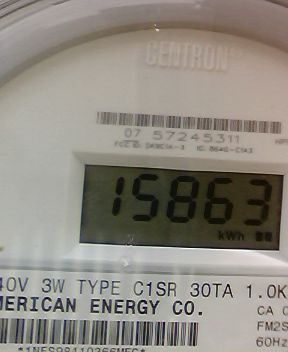 CENTRON
07 57245311
15863
kWh
40V 3W TYPE C1SR 30TA 1.0K
MERICAN ENERGY CO.
CA 
FM2S
60Hz